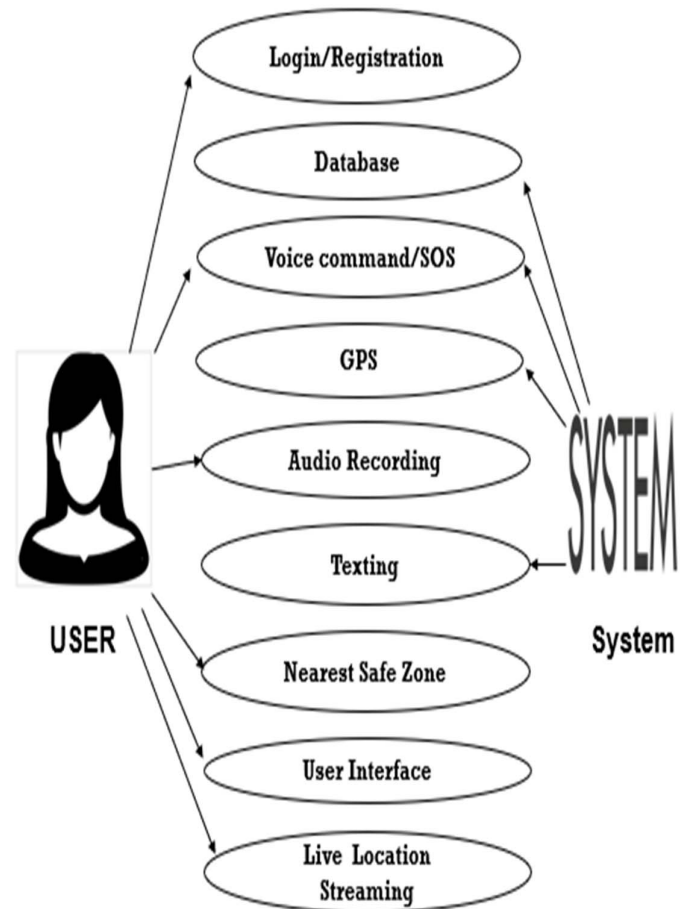 Login/Registration
Database
Voice command/SOS
GPS
Audio Recording
Texting
SYSTEM
USER
System
Nearest Safe Zone
User Interface
Live Location
Streaming